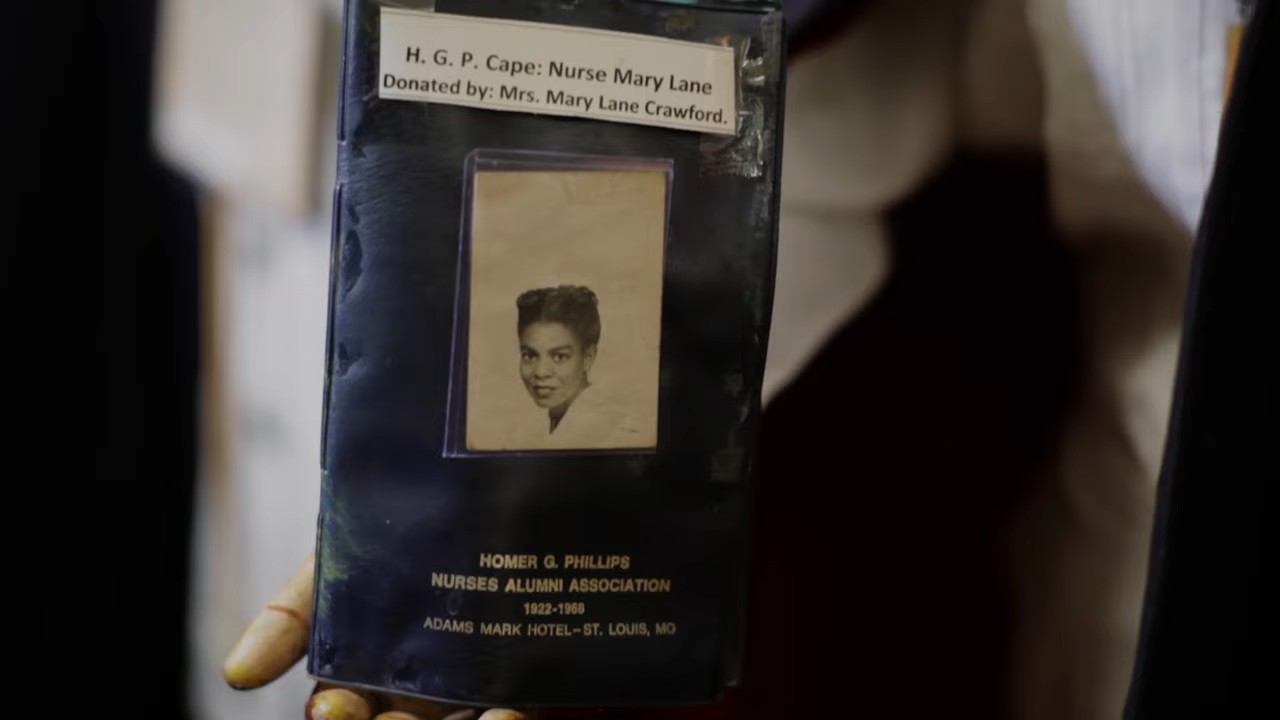 H. G. P. Cape: Nurse Mary Lane
Donated by: Mrs. Mary Lane Crawford.
HOMER G. PHILLIPS
NURSES ALUMNI ASSOCIATION
1922-1968
ADAMS MARK HOTEL-ST. LOUIS, MO